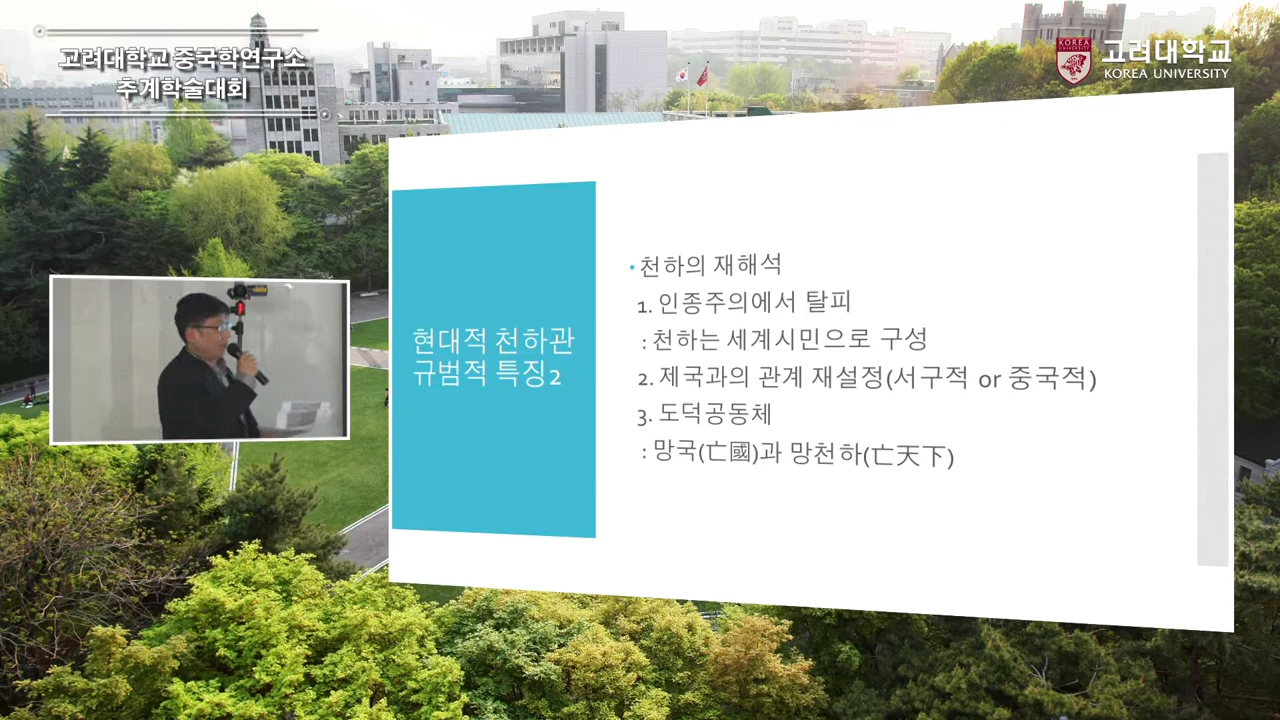 고려대학교 중국학연구소
추계학술대회
KOREA
고려대학교
KOREA UNIVERSITY
현대적 천하관
규범적 특징2
• 천하의 재해석
1. 인종주의에서 탈피
: 천하는 세계시민으로 구성
2. 제국과의 관계 재설정(서구적 or 중국적)
3. 도덕공동체
: 망국(亡國)과 망천하(亡天下)